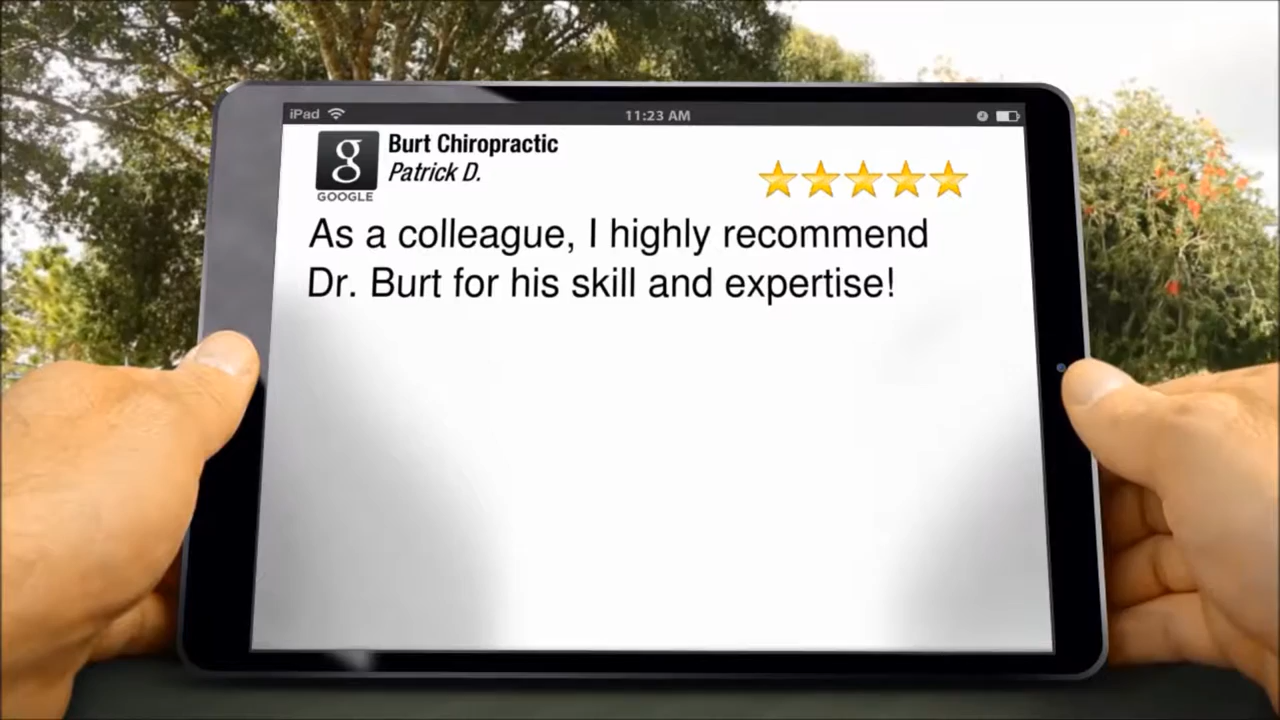 iPad 11:23 AM
g
GOOGLE
Burt Chiropractic
Patrick D.
As a colleague, I highly recommend
Dr. Burt for his skill and expertise!